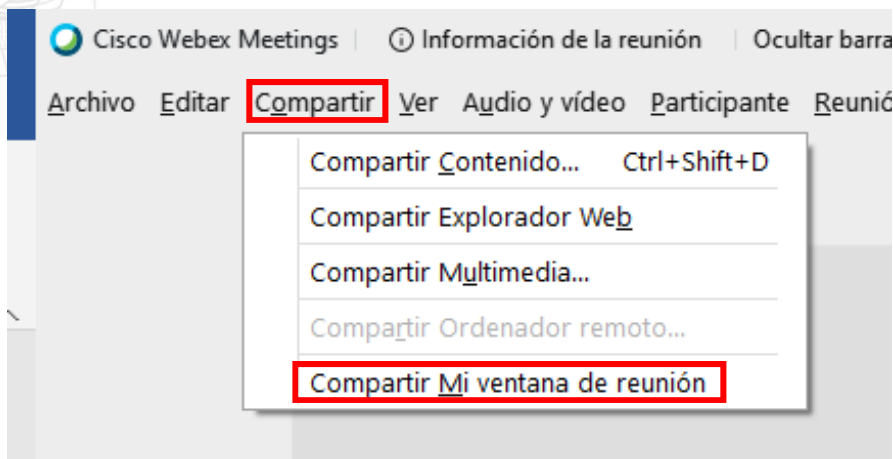 Cisco Webex Meetings Información de la reunión Ocultar barra
Archivo Editar Compartir Ver Audio y vídeo Participante Reunió
Compartir Contenido... Ctrl+Shift+D
Compartir Explorador Web
Compartir Multimedia...
Compartir Ordenador remoto...
Compartir Mi ventana de reunión